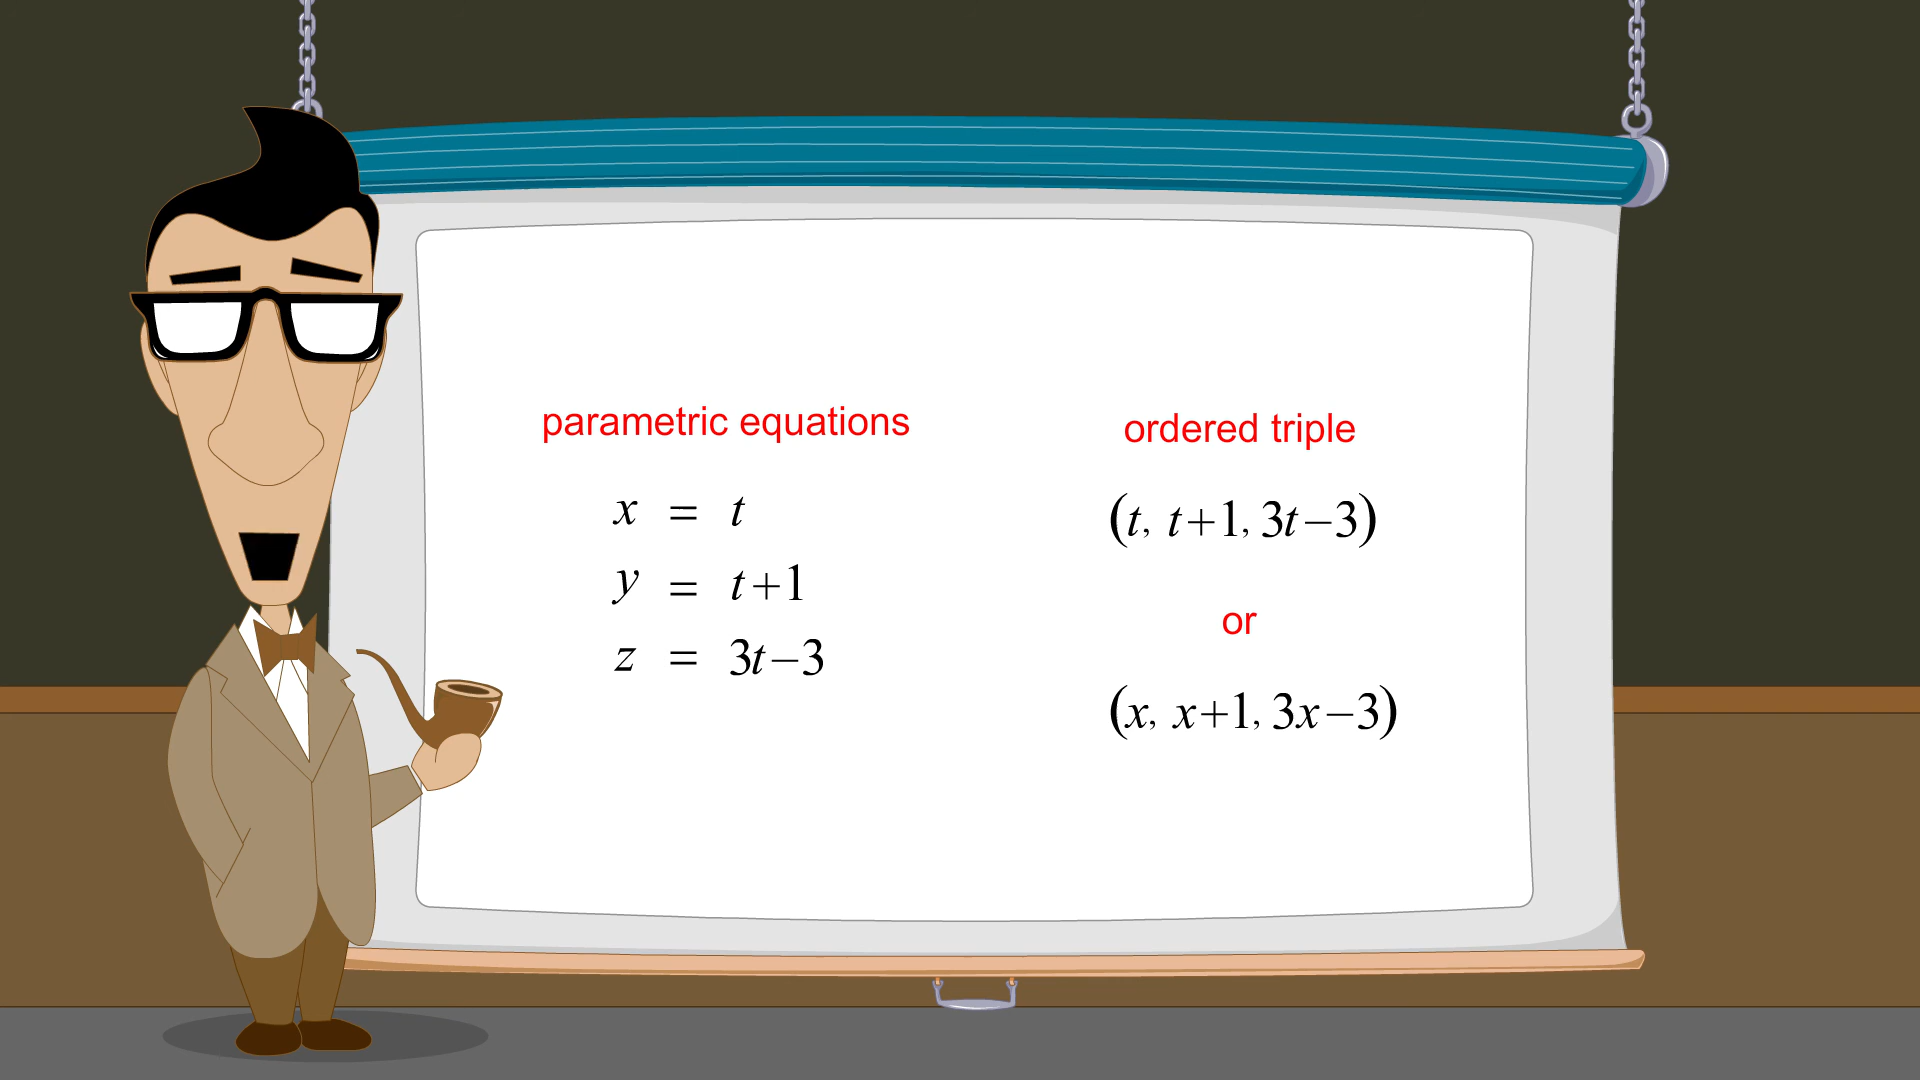 parametric equations
x = t
y = t+1
z = 3t−3
ordered triple
(t, t+1, 3t−3)
or
(x, x+1, 3x−3)